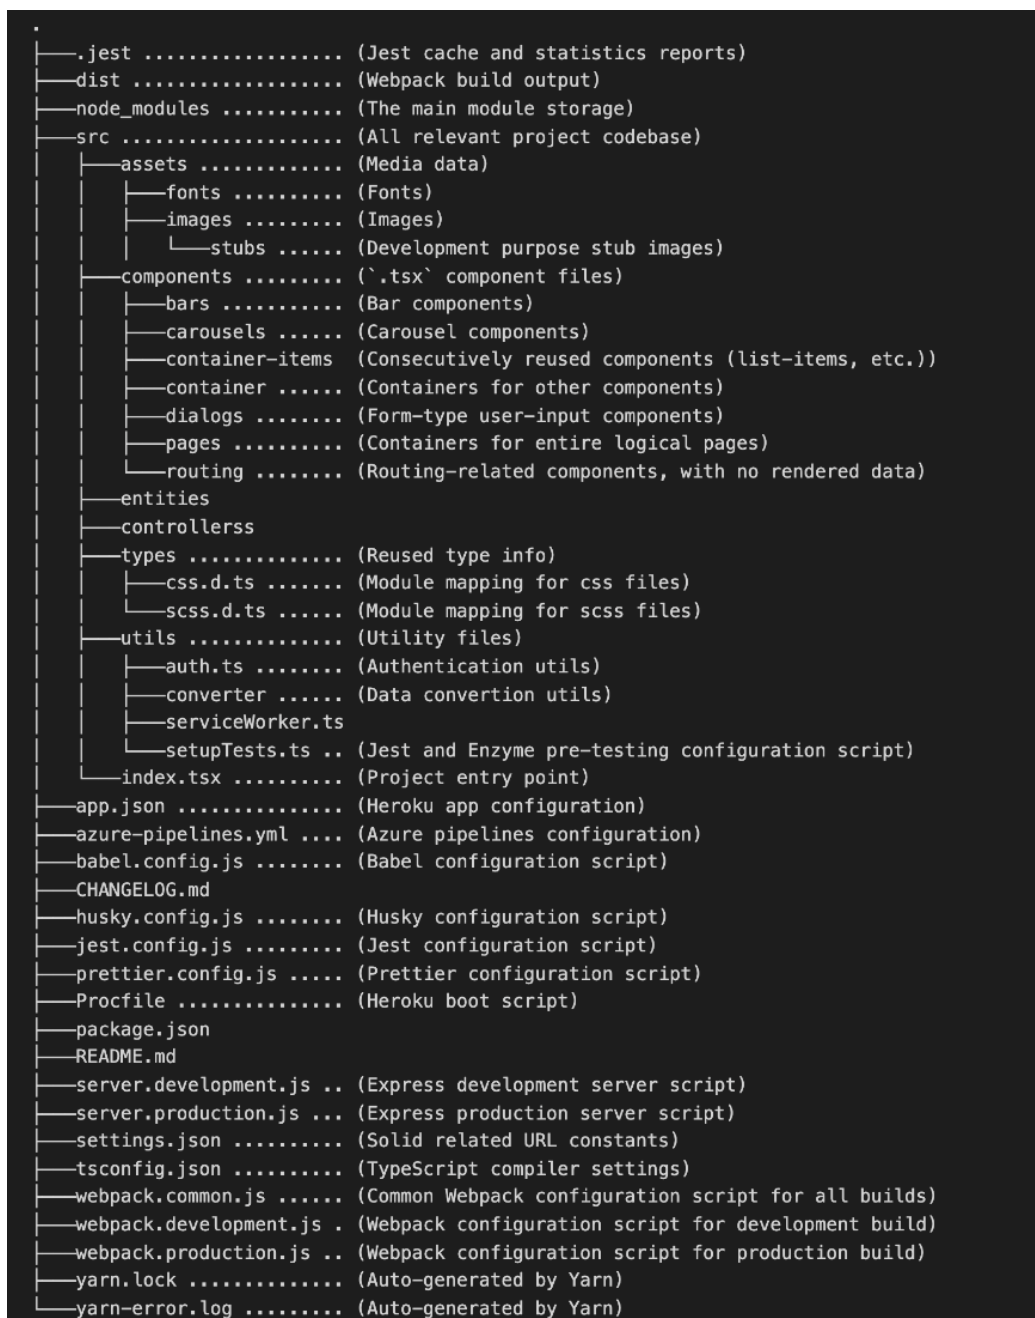 .
├───.jest .................. (Jest cache and statistics reports)
├───dist ................... (Webpack build output)
├───node_modules ........... (The main module storage)
├───src .................... (All relevant project codebase)
│   ├───assets ............. (Media data)
│   │   ├───fonts .......... (Fonts)
│   │   ├───images ......... (Images)
│   │   │   └───stubs ...... (Development purpose stub images)
│   ├───components ......... (`.tsx` component files)
│   │   ├───bars ........... (Bar components)
│   │   ├───carousels ...... (Carousel components)
│   │   ├───container-items  (Consecutively reused components (list-items, etc.))
│   │   ├───container ...... (Containers for other components)
│   │   ├───dialogs ........ (Form-type user-input components)
│   │   ├───pages .......... (Containers for entire logical pages)
│   │   └───routing ........ (Routing-related components, with no rendered data)
│   ├───entities
│   ├───controllerss
│   ├───types .............. (Reused type info)
│   │   ├───css.d.ts ....... (Module mapping for css files)
│   │   └───scss.d.ts ...... (Module mapping for scss files)
│   ├───utils .............. (Utility files)
│   │   ├───auth.ts ........ (Authentication utils)
│   │   ├───converter ...... (Data convertion utils)
│   │   ├───serviceWorker.ts
│   │   └───setupTests.ts .. (Jest and Enzyme pre-testing configuration script)
│   └───index.tsx .......... (Project entry point)
├───app.json ............... (Heroku app configuration)
├───azure-pipelines.yml .... (Azure pipelines configuration)
├───babel.config.js ........ (Babel configuration script)
├───CHANGELOG.md
├───husky.config.js ........ (Husky configuration script)
├───jest.config.js ......... (Jest configuration script)
├───prettier.config.js ..... (Prettier configuration script)
├───Procfile ............... (Heroku boot script)
├───package.json
├───README.md
├───server.development.js .. (Express development server script)
├───server.production.js ... (Express production server script)
├───settings.json .......... (Solid related URL constants)
├───tsconfig.json .......... (TypeScript compiler settings)
├───webpack.common.js ...... (Common Webpack configuration script for all builds)
├───webpack.development.js . (Webpack configuration script for development build)
├───webpack.production.js .. (Webpack configuration script for production build)
├───yarn.lock .............. (Auto-generated by Yarn)
└───yarn-error.log ......... (Auto-generated by Yarn)